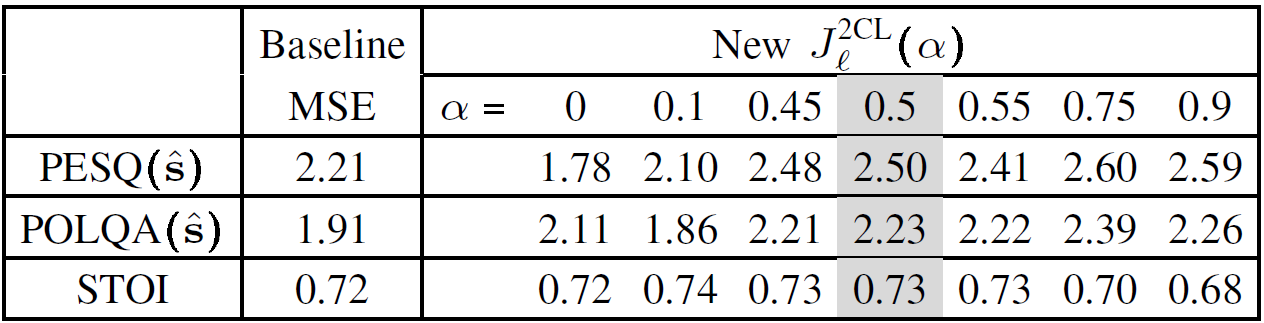 Baseline New J_ℓ^{2CL}(α)
MSE α = 0 0.1 0.45 0.5 0.55 0.75 0.9
PESQ(ŝ) 2.21 1.78 2.10 2.48 2.50 2.41 2.60 2.59
POLQA(ŝ) 1.91 2.11 1.86 2.21 2.23 2.22 2.39 2.26
STOI 0.72 0.72 0.74 0.73 0.73 0.73 0.70 0.68